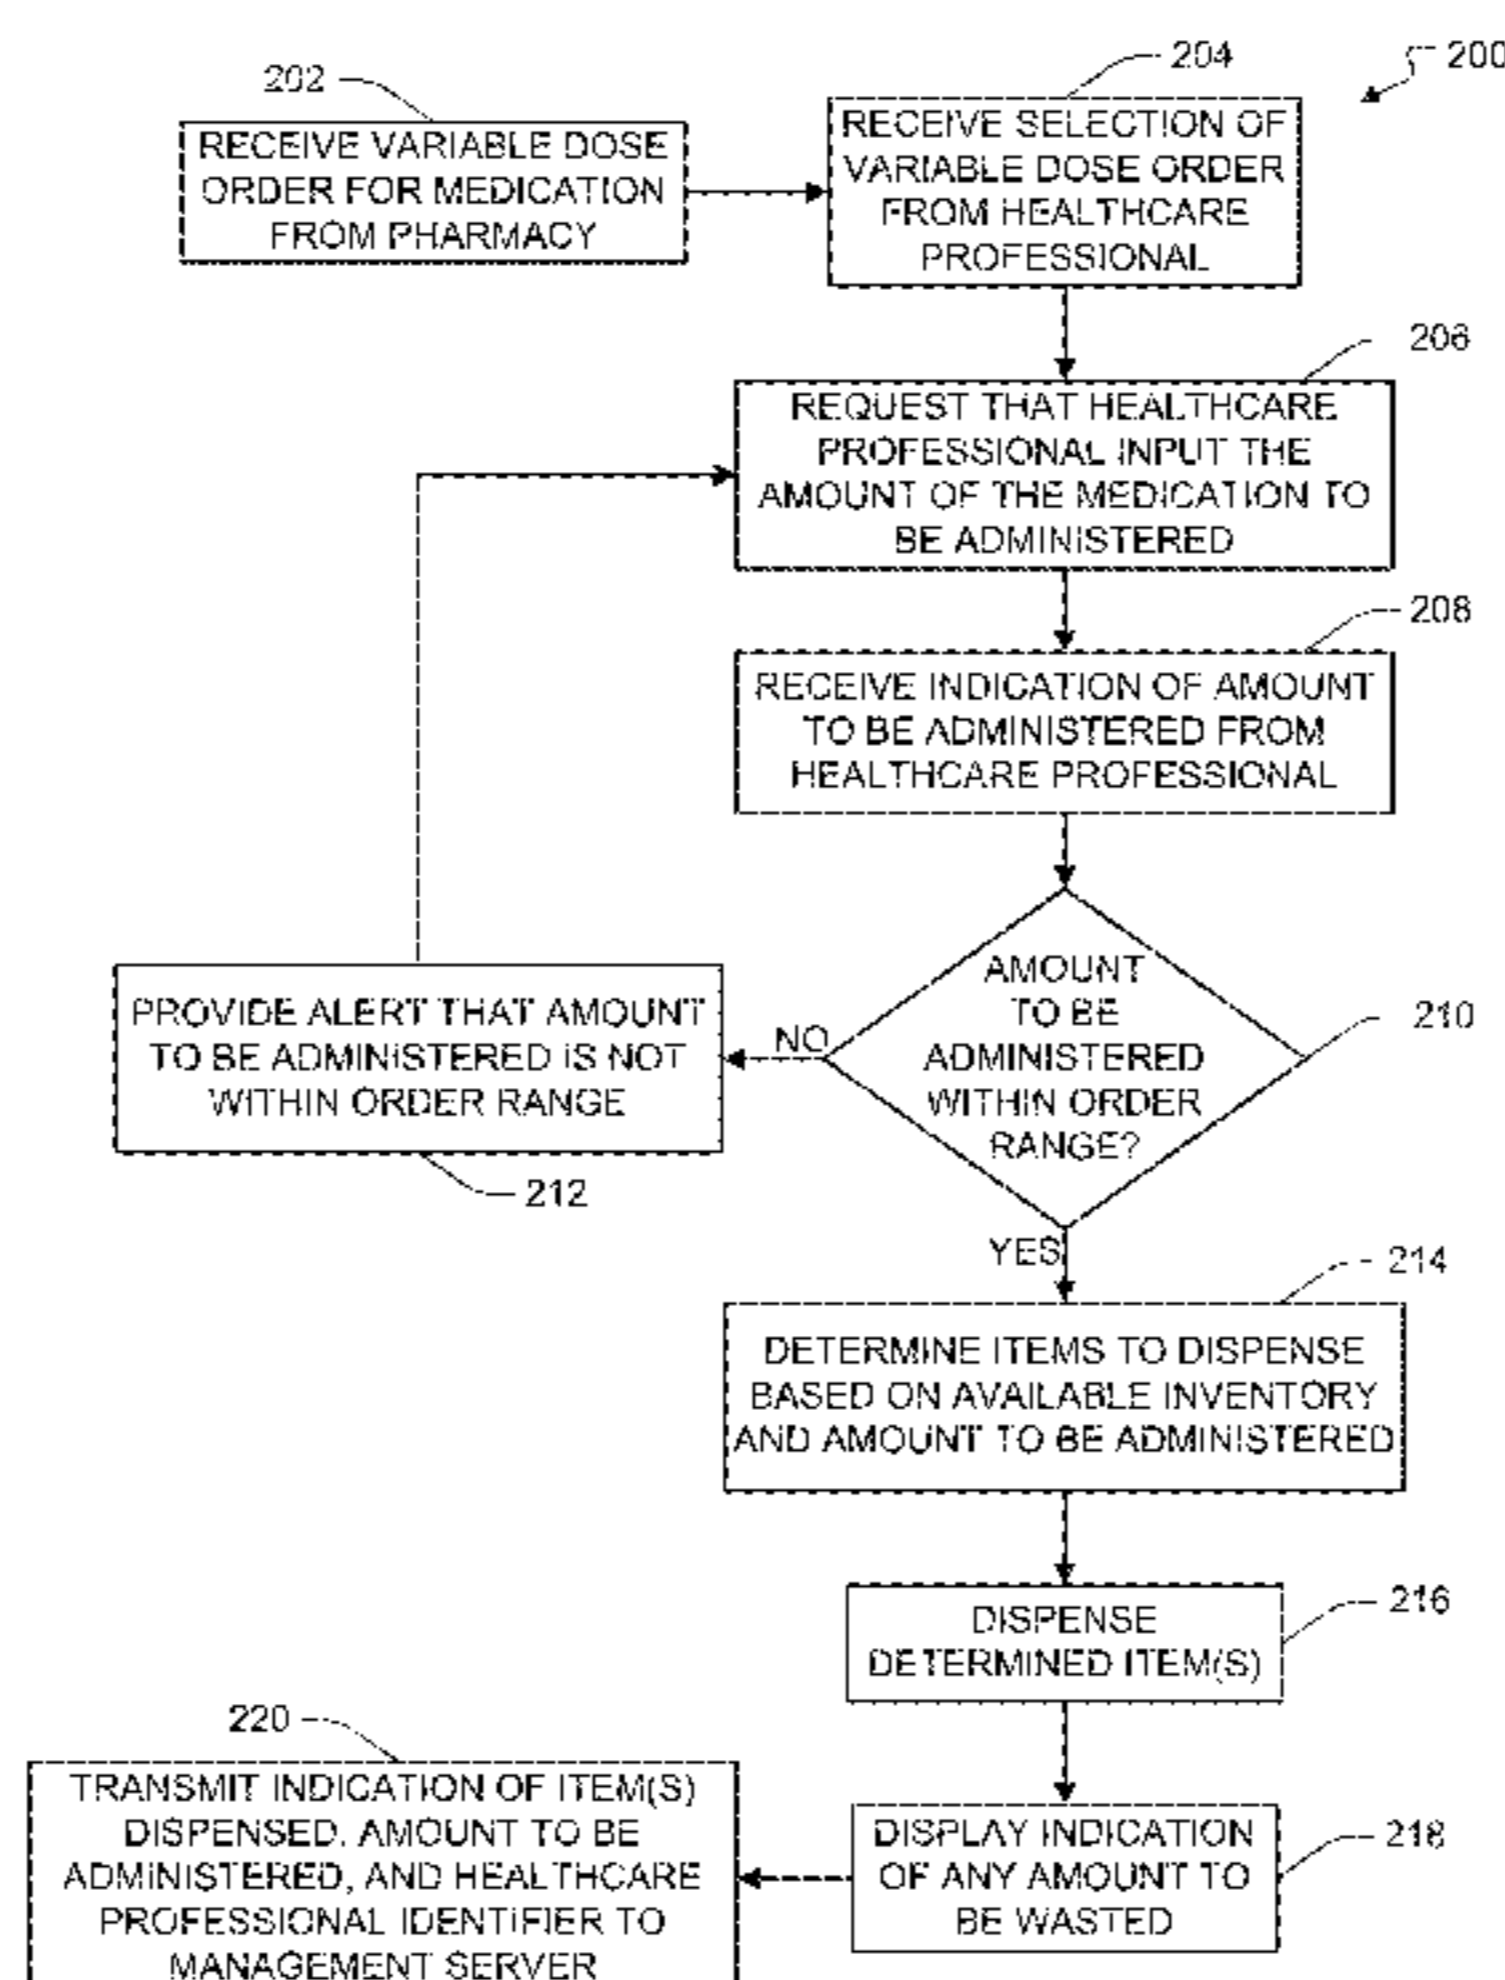 200
202
RECEIVE VARIABLE DOSE
ORDER FOR MEDICATION
FROM PHARMACY
204
RECEIVE SELECTION OF
VARIABLE DOSE ORDER
FROM HEALTHCARE
PROFESSIONAL
206
REQUEST THAT HEALTHCARE
PROFESSIONAL INPUT THE
AMOUNT OF THE MEDICATION TO
BE ADMINISTERED
208
RECEIVE INDICATION OF AMOUNT
TO BE ADMINISTERED FROM
HEALTHCARE PROFESSIONAL
AMOUNT
TO BE
ADMINISTERED
WITHIN ORDER
RANGE?
210
NO
PROVIDE ALERT THAT AMOUNT
TO BE ADMINISTERED IS NOT
WITHIN ORDER RANGE
212
YES
214
DETERMINE ITEMS TO DISPENSE
BASED ON AVAILABLE INVENTORY
AND AMOUNT TO BE ADMINISTERED
216
DISPENSE
DETERMINED ITEM(S)
218
DISPLAY INDICATION
OF ANY AMOUNT TO
BE WASTED
220
TRANSMIT INDICATION OF ITEM(S)
DISPENSED, AMOUNT TO BE
ADMINISTERED, AND HEALTHCARE
PROFESSIONAL IDENTIFIER TO
MANAGEMENT SERVER